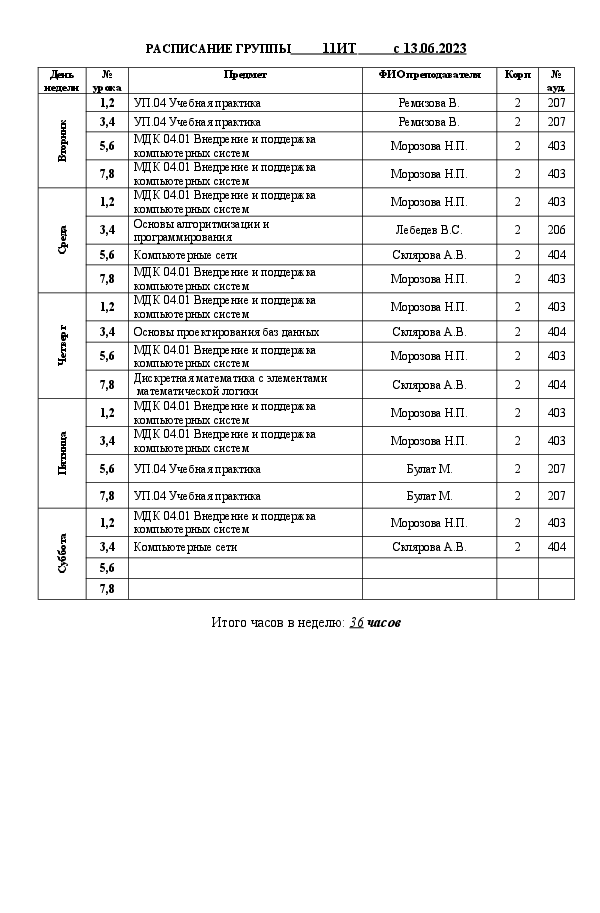 РАСПИСАНИЕ ГРУППЫ 11ИТ с 13.06.2023
День недели № урока Предмет ФИО преподавателя Корп № ауд.
Вторник
1,2 УП.04 Учебная практика Ремизова В. 2 207
3,4 УП.04 Учебная практика Ремизова В. 2 207
5,6 МДК 04.01 Внедрение и поддержка
компьютерных систем Морозова Н.П. 2 403
7,8 МДК 04.01 Внедрение и поддержка
компьютерных систем Морозова Н.П. 2 403
Среда
1,2 МДК 04.01 Внедрение и поддержка
компьютерных систем Морозова Н.П. 2 403
3,4 Основы алгоритмизации и
программирования Лебедев В.С. 2 206
5,6 Компьютерные сети Склярова А.В. 2 404
7,8 МДК 04.01 Внедрение и поддержка
компьютерных систем Морозова Н.П. 2 403
Четверг
1,2 МДК 04.01 Внедрение и поддержка
компьютерных систем Морозова Н.П. 2 403
3,4 Основы проектирования баз данных Склярова А.В. 2 404
5,6 МДК 04.01 Внедрение и поддержка
компьютерных систем Морозова Н.П. 2 403
7,8 Дискретная математика с элементами
математической логики Склярова А.В. 2 404
Пятница
1,2 МДК 04.01 Внедрение и поддержка
компьютерных систем Морозова Н.П. 2 403
3,4 МДК 04.01 Внедрение и поддержка
компьютерных систем Морозова Н.П. 2 403
5,6 УП.04 Учебная практика Булат М. 2 207
7,8 УП.04 Учебная практика Булат М. 2 207
Суббота
1,2 МДК 04.01 Внедрение и поддержка
компьютерных систем Морозова Н.П. 2 403
3,4 Компьютерные сети Склярова А.В. 2 404
5,6
7,8
Итого часов в неделю: 36 часов